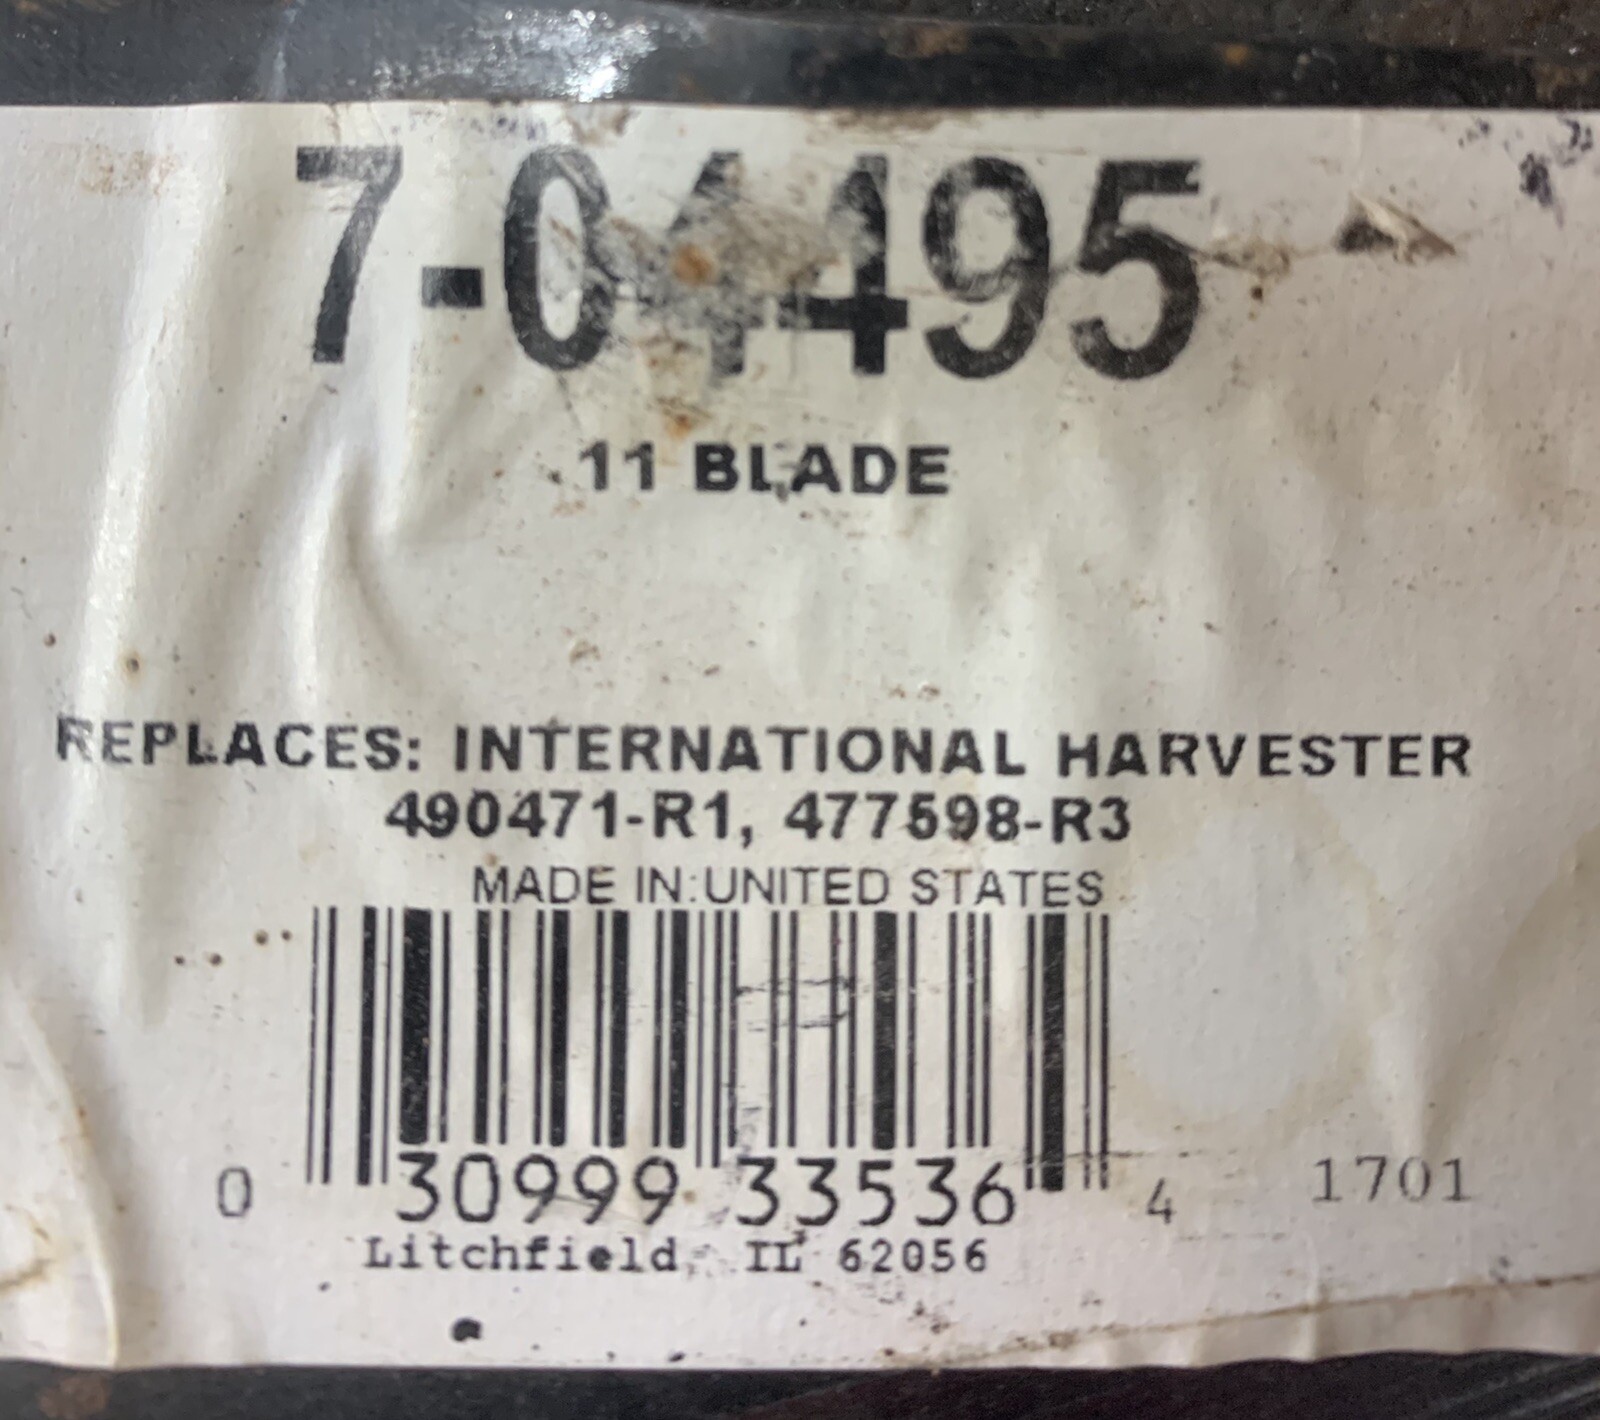 7-04495
11 BLADE
REPLACES: INTERNATIONAL HARVESTER
490471-R1, 477598-R3
MADE IN:UNITED STATES
0 30999 33536 4 1701
Litchfield, IL 62056